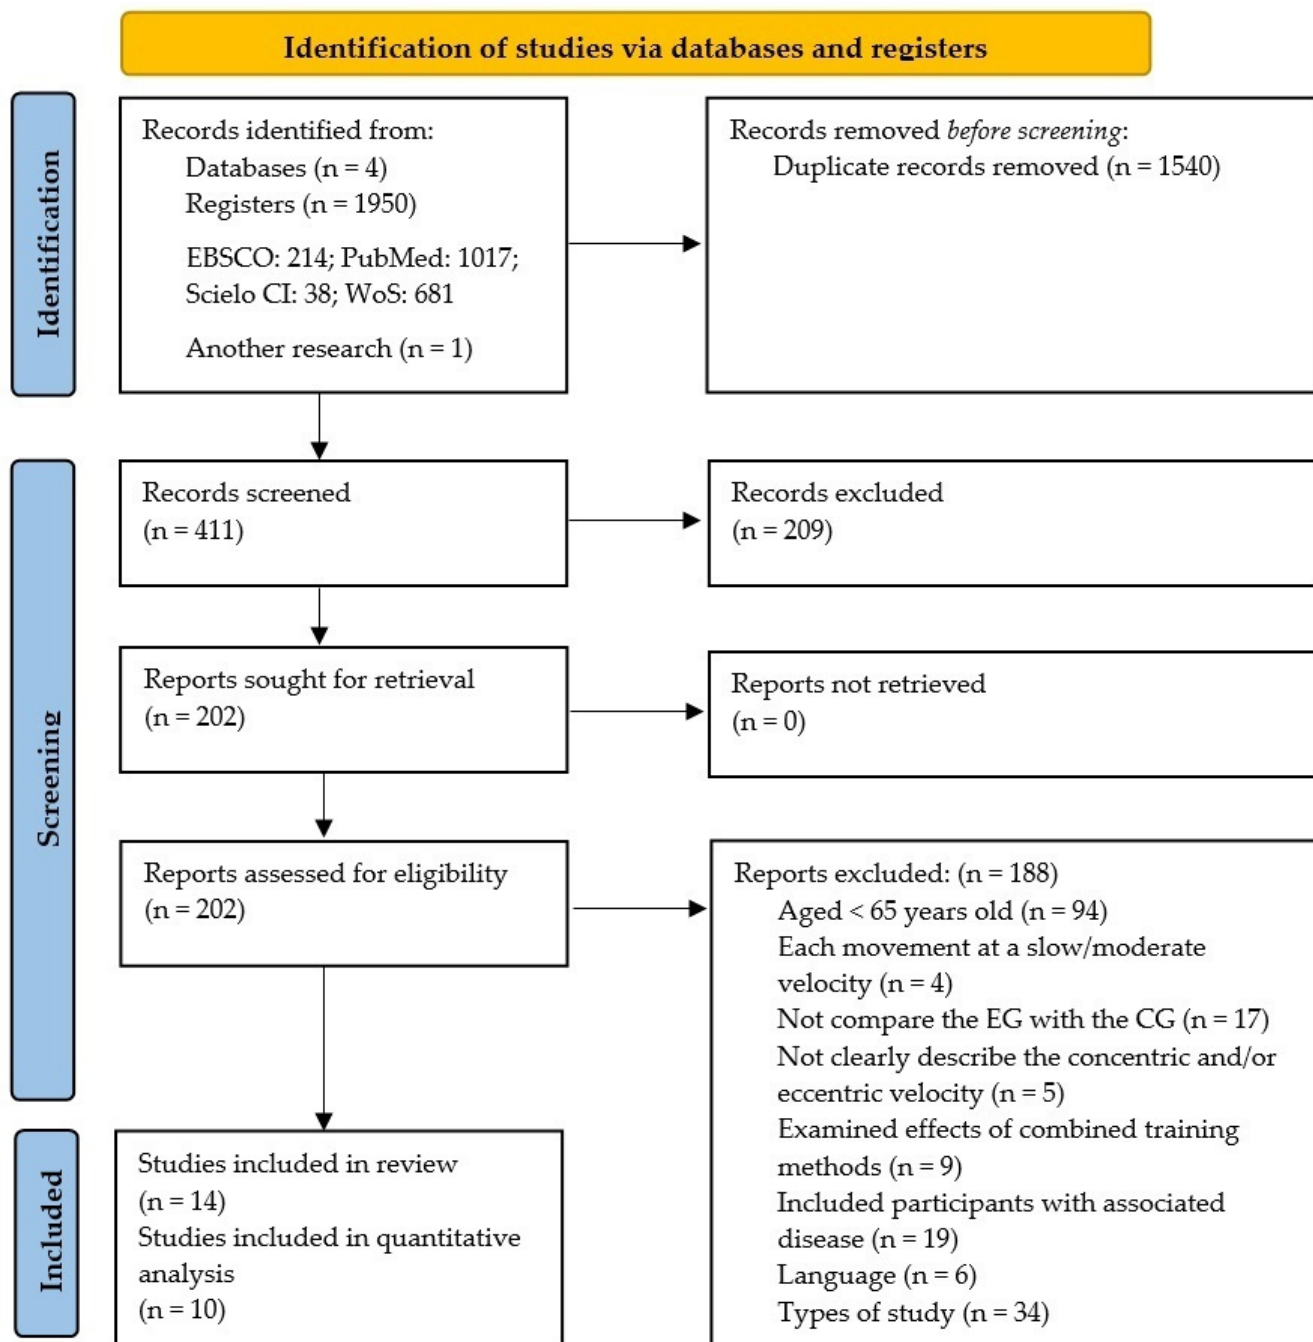 Identification of studies via databases and registers
Identification
Records identified from:
Databases (n = 4)
Registers (n = 1950)
EBSCO: 214; PubMed: 1017;
Scielo CI: 38; WoS: 681
Another research (n = 1)
Records removed before screening:
Duplicate records removed (n = 1540)
Screening
Records screened
(n = 411)
Records excluded
(n = 209)
Reports sought for retrieval
(n = 202)
Reports not retrieved
(n = 0)
Reports assessed for eligibility
(n = 202)
Reports excluded: (n = 188)
Aged < 65 years old (n = 94)
Each movement at a slow/moderate
velocity (n = 4)
Not compare the EG with the CG (n = 17)
Not clearly describe the concentric and/or
eccentric velocity (n = 5)
Examined effects of combined training
methods (n = 9)
Included participants with associated
disease (n = 19)
Language (n = 6)
Types of study (n = 34)
Included
Studies included in review
(n = 14)
Studies included in quantitative
analysis
(n = 10)